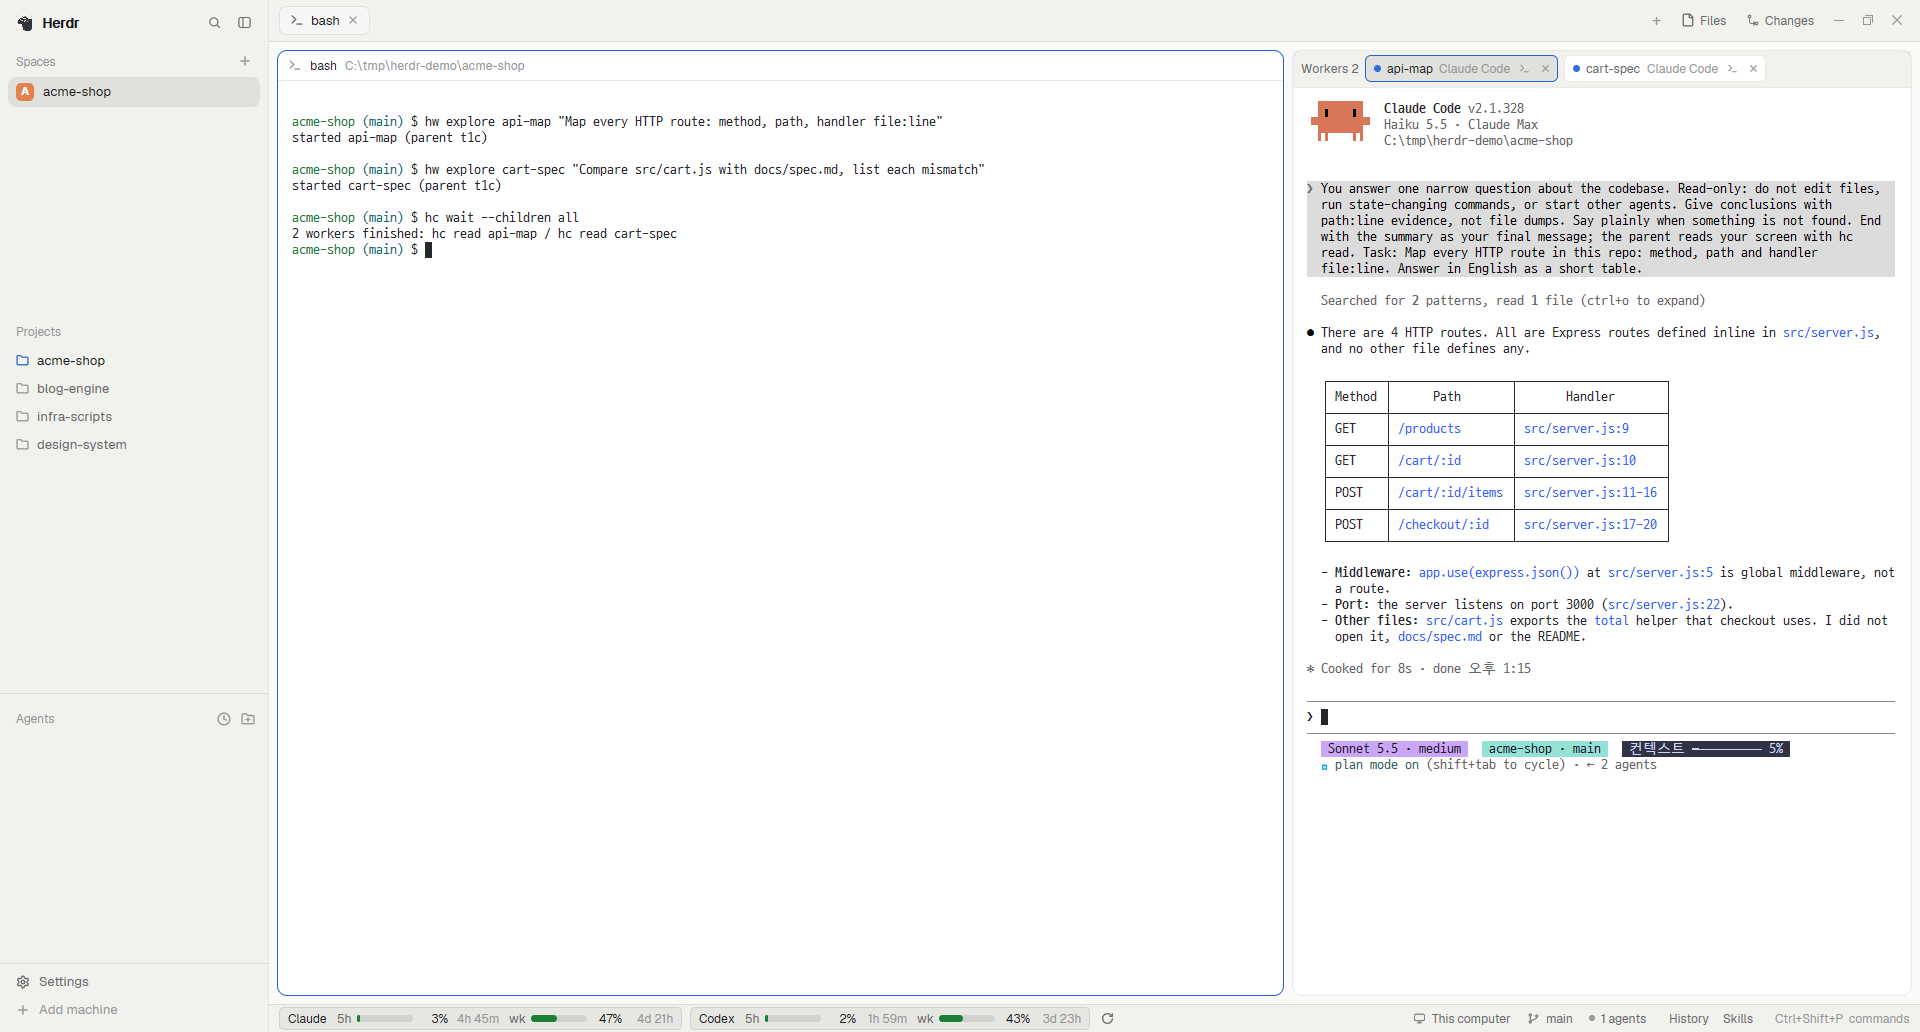 Herdr
Spaces
A acme-shop
Projects
acme-shop
blog-engine
infra-scripts
design-system
Agents
Settings
Add machine
bash
Files
Changes
bash C:\tmp\herdr-demo\acme-shop
acme-shop (main) $ hw explore api-map "Map every HTTP route: method, path, handler file:line"
started api-map (parent t1c)
acme-shop (main) $ hw explore cart-spec "Compare src/cart.js with docs/spec.md, list each mismatch"
started cart-spec (parent t1c)
acme-shop (main) $ hc wait --children all
2 workers finished: hc read api-map / hc read cart-spec
acme-shop (main) $
Workers 2 api-map Claude Code cart-spec Claude Code
Claude Code v2.1.328
Haiku 5.5 · Claude Max
C:\tmp\herdr-demo\acme-shop
❯ You answer one narrow question about the codebase. Read-only: do not edit files,
run state-changing commands, or start other agents. Give conclusions with
path:line evidence, not file dumps. Say plainly when something is not found. End
with the summary as your final message; the parent reads your screen with hc
read. Task: Map every HTTP route in this repo: method, path and handler
file:line. Answer in English as a short table.
Searched for 2 patterns, read 1 file (ctrl+o to expand)
● There are 4 HTTP routes. All are Express routes defined inline in src/server.js,
and no other file defines any.
Method Path Handler
GET /products src/server.js:9
GET /cart/:id src/server.js:10
POST /cart/:id/items src/server.js:11-16
POST /checkout/:id src/server.js:17-20
- Middleware: app.use(express.json()) at src/server.js:5 is global middleware, not
a route.
- Port: the server listens on port 3000 (src/server.js:22).
- Other files: src/cart.js exports the total helper that checkout uses. I did not
open it, docs/spec.md or the README.
✻ Cooked for 8s · done 오후 1:15
❯
Sonnet 5.5 · medium acme-shop · main 컨텍스트 5%
plan mode on (shift+tab to cycle) · ← 2 agents
Claude 5h 3% 4h 45m wk 47% 4d 21h
Codex 5h 2% 1h 59m wk 43% 3d 23h
This computer main 1 agents History Skills Ctrl+Shift+P commands